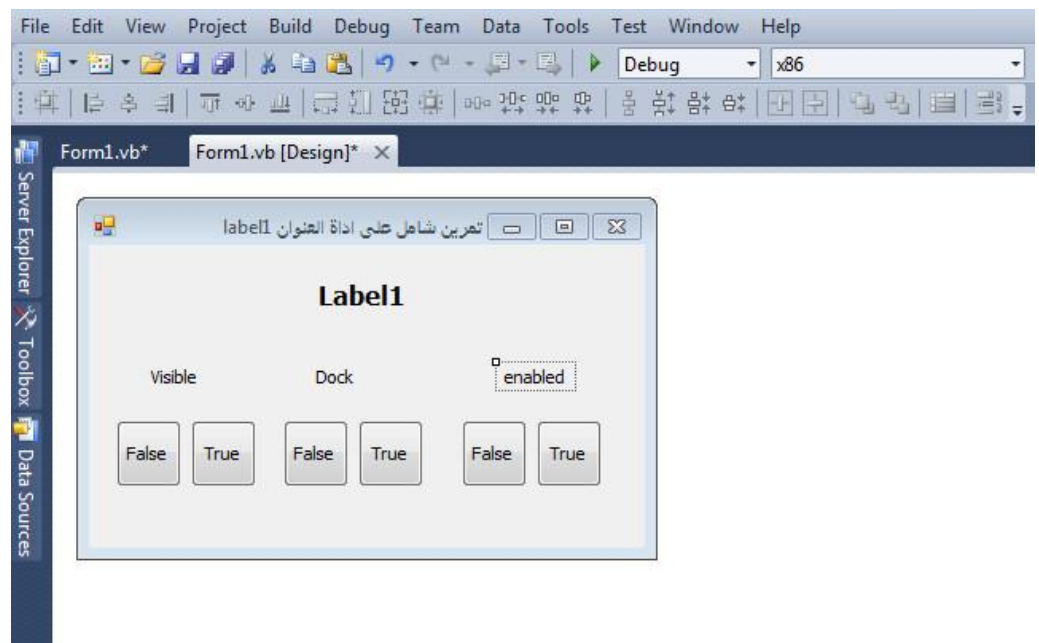 File Edit View Project Build Debug Team Data Tools Test Window Help
Debug x86
Form1.vb* Form1.vb [Design]*
Server Explorer
Toolbox
Data Sources
تمرين شامل على اداة العنوان label1
Label1
Visible Dock enabled
False True False True False True